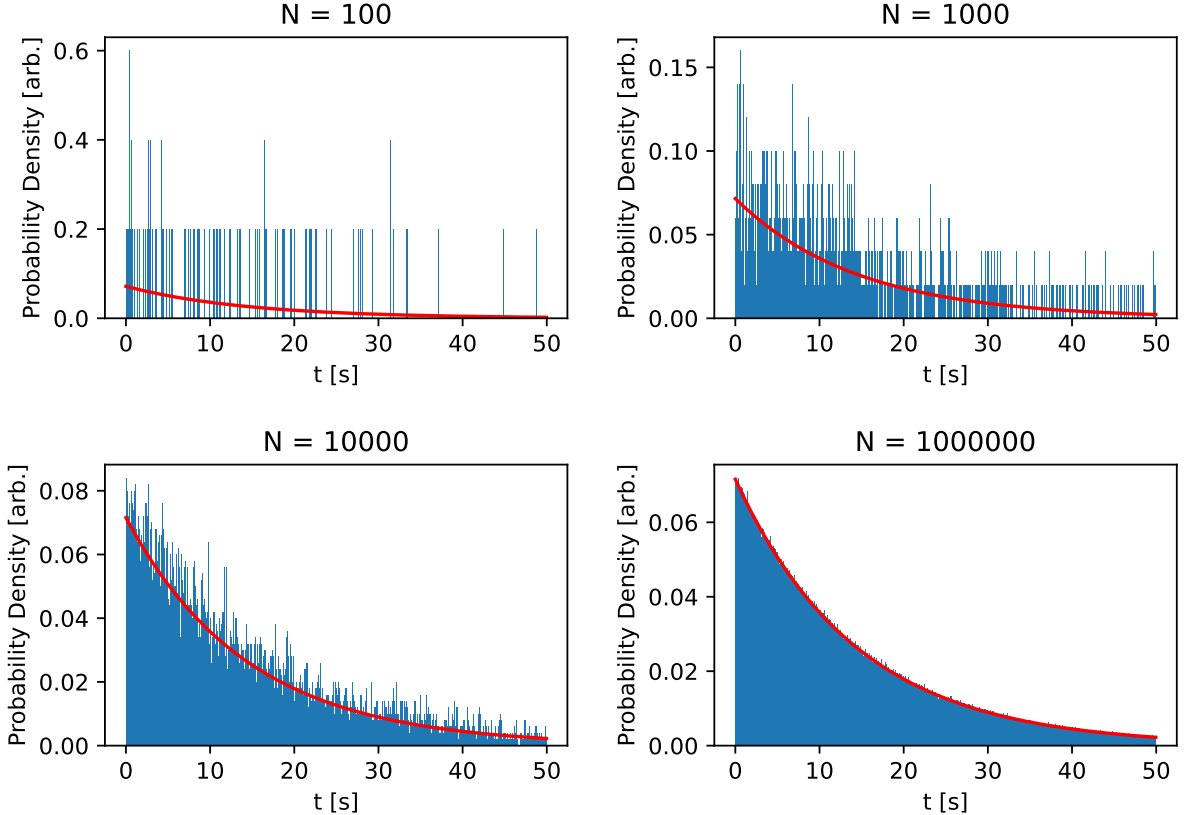 N = 100
Probability Density [arb.]
0.6
0.4
0.2
0.0
0 10 20 30 40 50
t [s]
N = 1000
Probability Density [arb.]
0.15
0.10
0.05
0.00
0 10 20 30 40 50
t [s]
N = 10000
Probability Density [arb.]
0.08
0.06
0.04
0.02
0.00
0 10 20 30 40 50
t [s]
N = 1000000
Probability Density [arb.]
0.06
0.04
0.02
0.00
0 10 20 30 40 50
t [s]